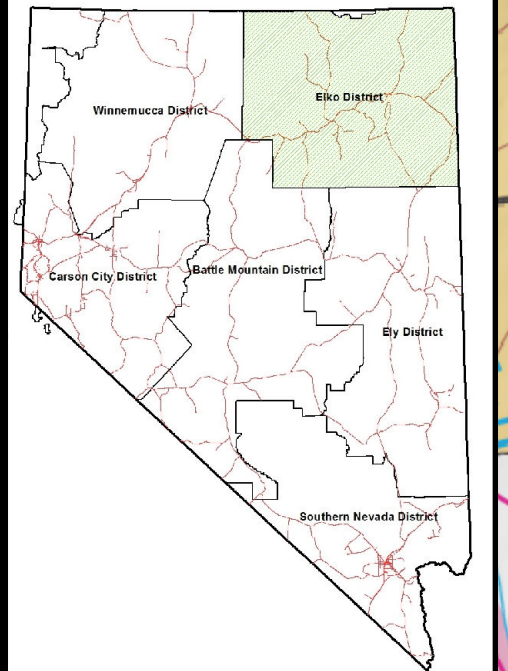 Elko District
Winnemucca District
Battle Mountain District
Carson City District
Ely District
Southern Nevada District